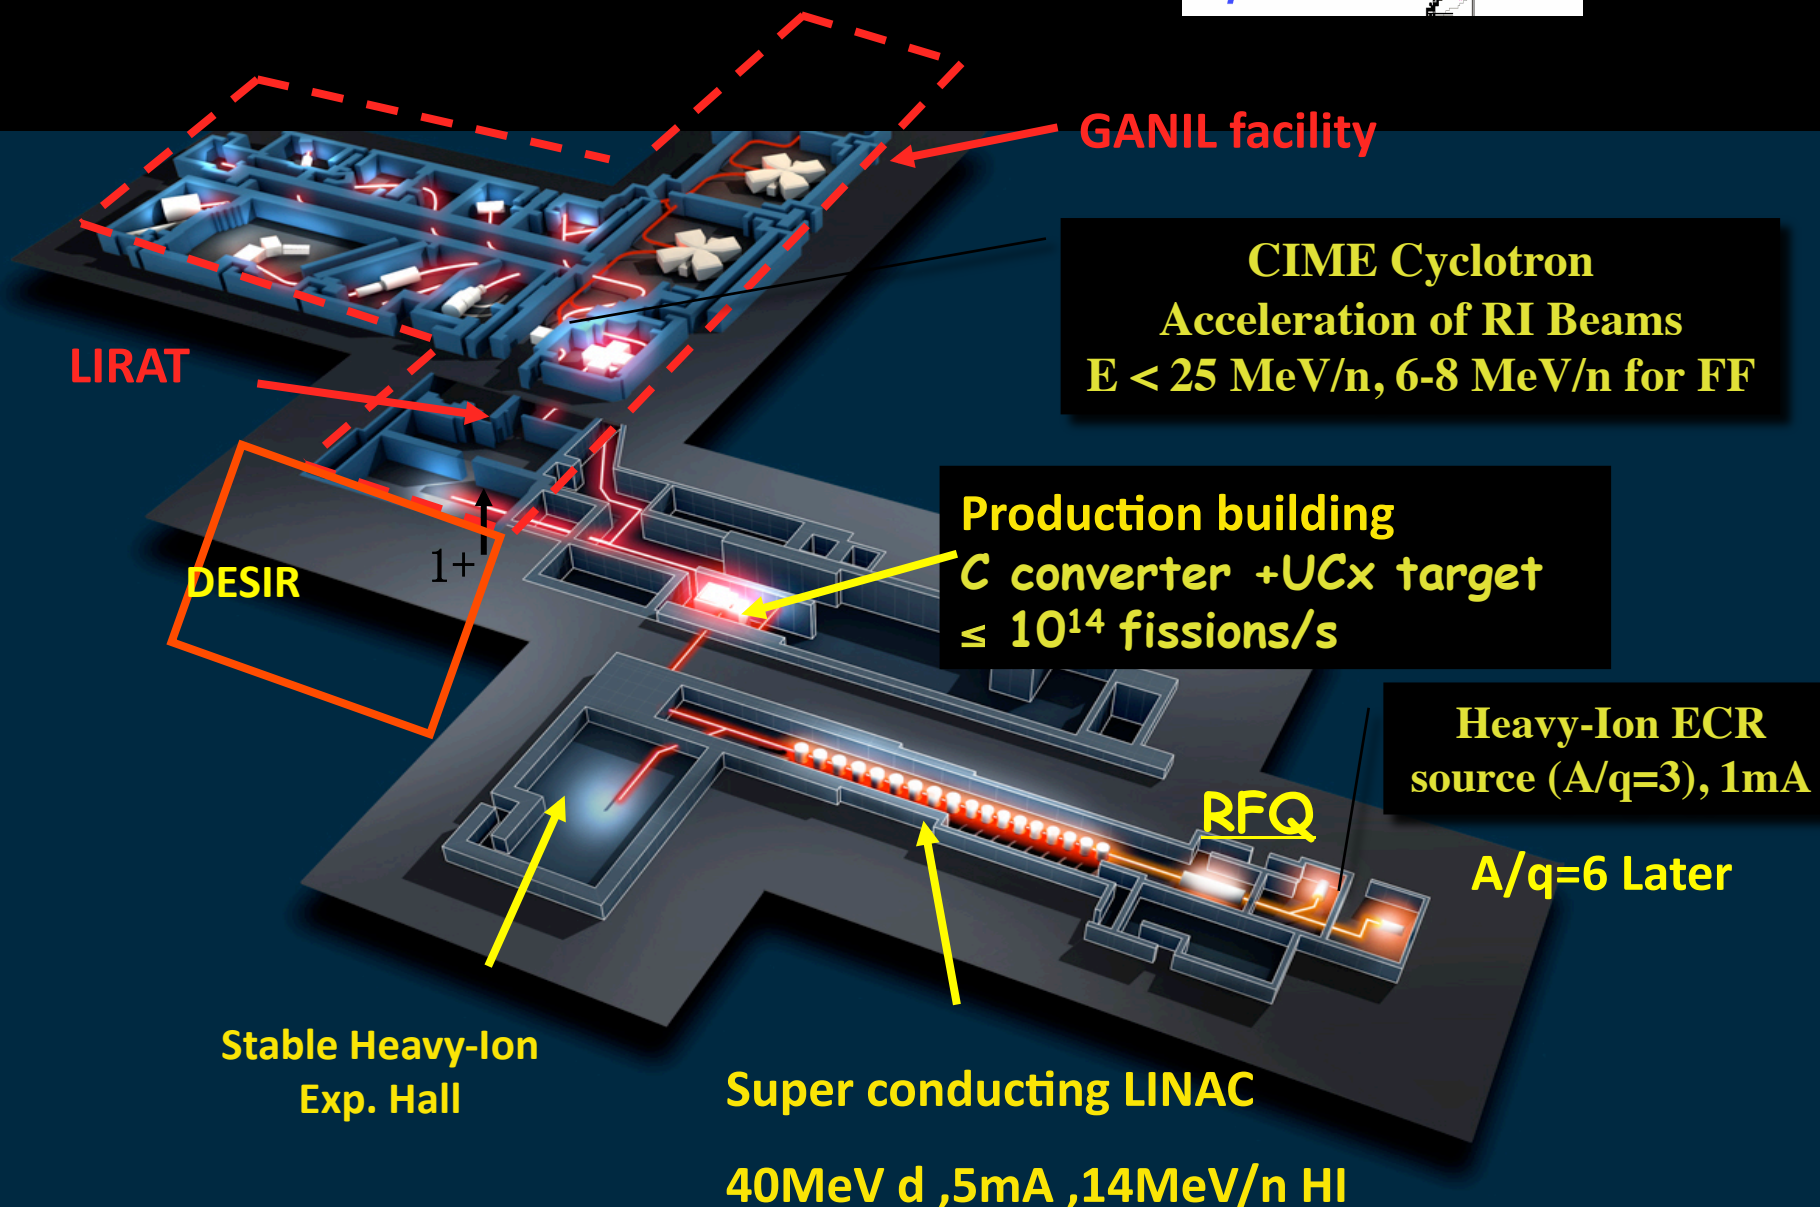 GANIL facility
CIME Cyclotron
Acceleration of RI Beams
E < 25 MeV/n, 6-8 MeV/n for FF
LIRAT
Production building
C converter +UCx target
≤ 10¹⁴ fissions/s
1+
DESIR
Heavy-Ion ECR
source (A/q=3), 1mA
RFQ
A/q=6 Later
Stable Heavy-Ion
Exp. Hall
Super conducting LINAC
40MeV d ,5mA ,14MeV/n HI